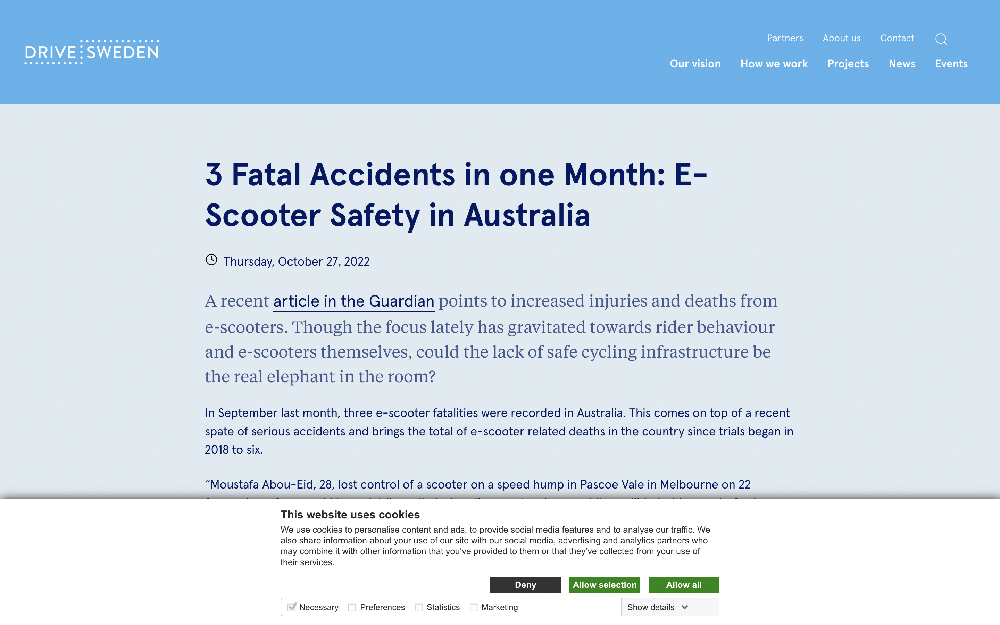 DRIVE SWEDEN
Partners About us Contact
Our vision How we work Projects News Events
3 Fatal Accidents in one Month: E-
Scooter Safety in Australia
Thursday, October 27, 2022
A recent article in the Guardian points to increased injuries and deaths from
e-scooters. Though the focus lately has gravitated towards rider behaviour
and e-scooters themselves, could the lack of safe cycling infrastructure be
the real elephant in the room?
In September last month, three e-scooter fatalities were recorded in Australia. This comes on top of a recent
spate of serious accidents and brings the total of e-scooter related deaths in the country since trials began in
2018 to six.
“Moustafa Abou-Eid, 28, lost control of a scooter on a speed hump in Pascoe Vale in Melbourne on 22
This website uses cookies
We use cookies to personalise content and ads, to provide social media features and to analyse our traffic. We
also share information about your use of our site with our social media, advertising and analytics partners who
may combine it with other information that you’ve provided to them or that they’ve collected from your use of
their services.
Deny Allow selection Allow all
Necessary Preferences Statistics Marketing Show details